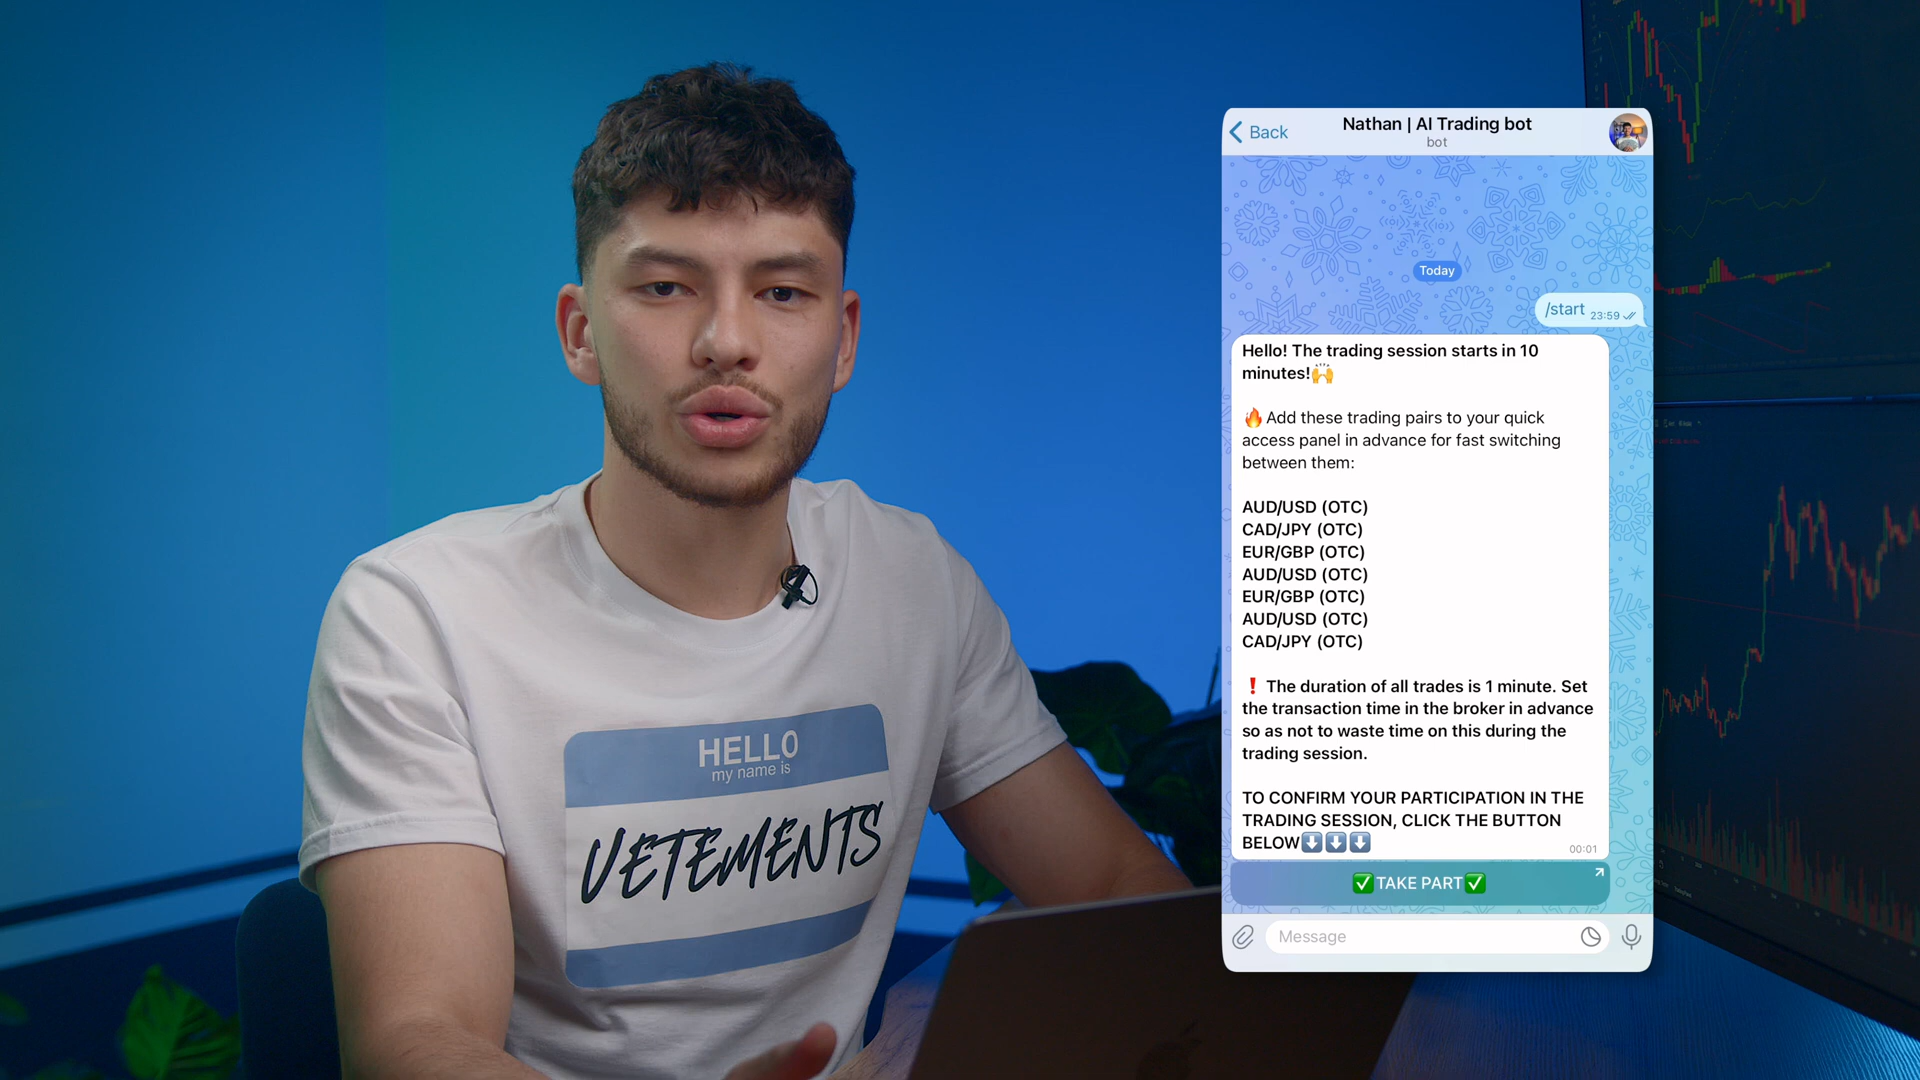 Back
Nathan | AI Trading bot
bot
Today
/start 23:59
Hello! The trading session starts in 10
minutes!🙌
🔥Add these trading pairs to your quick
access panel in advance for fast switching
between them:
AUD/USD (OTC)
CAD/JPY (OTC)
EUR/GBP (OTC)
AUD/USD (OTC)
EUR/GBP (OTC)
AUD/USD (OTC)
CAD/JPY (OTC)
❗ The duration of all trades is 1 minute. Set
the transaction time in the broker in advance
so as not to waste time on this during the
trading session.
TO CONFIRM YOUR PARTICIPATION IN THE
TRADING SESSION, CLICK THE BUTTON
BELOW⬇️⬇️⬇️
00:01
✅TAKE PART✅
Message
HELLO
my name is
VETEMENTS